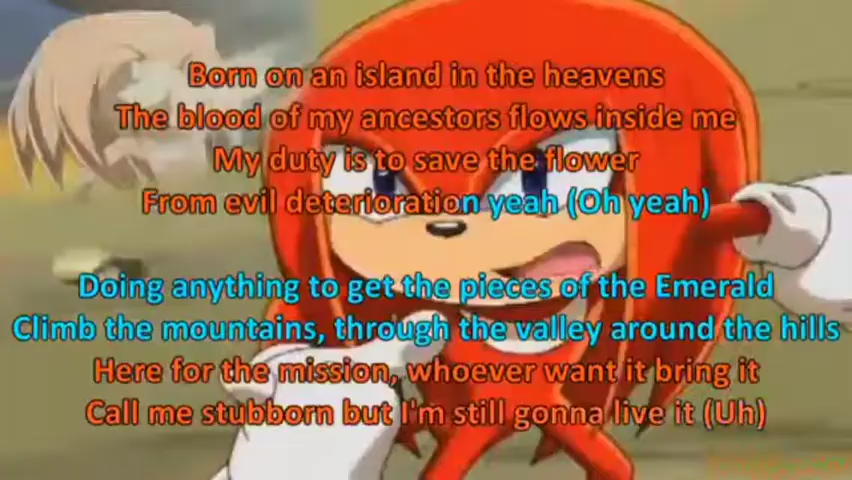 Born on an island in the heavens
The blood of my ancestors flows inside me
My duty is to save the flower
From evil deterioration yeah (Oh yeah)
Doing anything to get the pieces of the Emerald
Climb the mountains, through the valley around the hills
Here for the mission, whoever want it bring it
Call me stubborn but I'm still gonna live it (Uh)